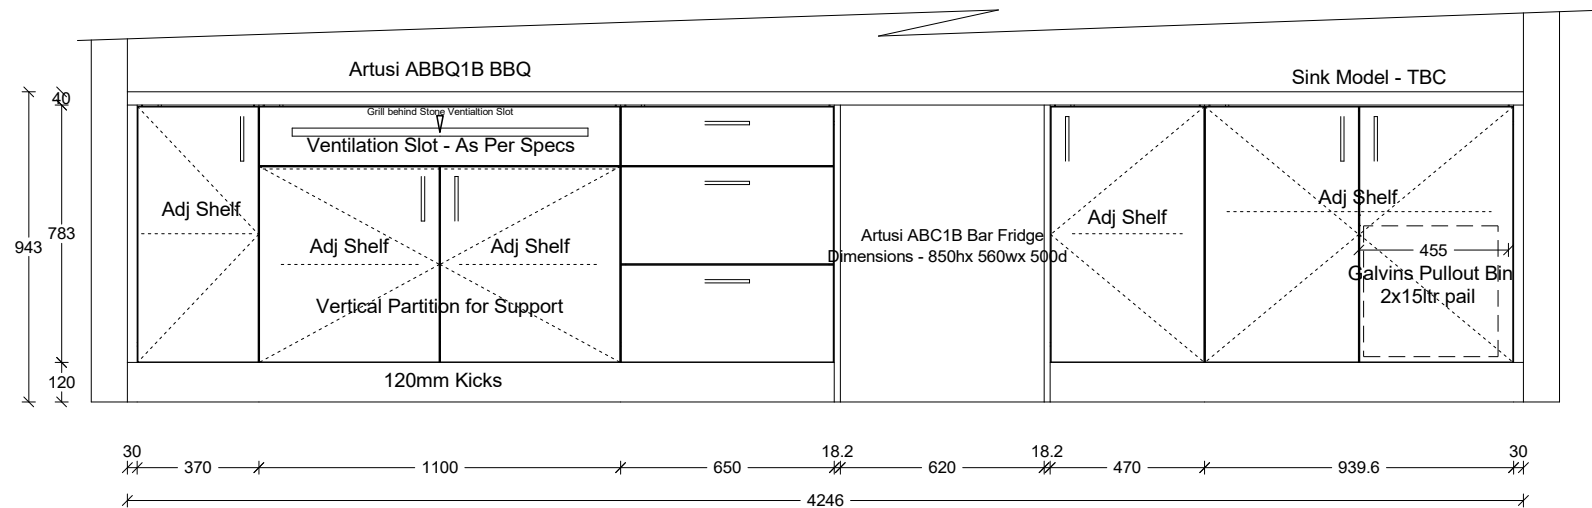 Artusi ABBQ1B BBQ
Sink Model - TBC
40
Grill behind Stone Ventialtion Slot
Ventilation Slot - As Per Specs
Adj Shelf
Adj Shelf
Adj Shelf
Adj Shelf
Adj Shelf
943
783
Artusi ABC1B Bar Fridge
Dimensions - 850hx 560wx 500d
455
Galvins Pullout Bin
2x15ltr pail
Vertical Partition for Support
120
120mm Kicks
30
18.2
18.2
30
370
1100
650
620
470
939.6
4246